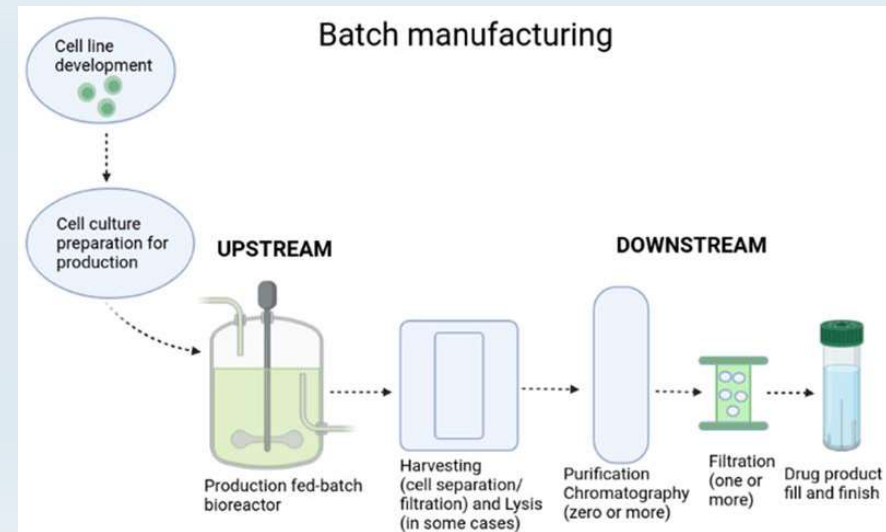 Batch manufacturing
Cell line
development
Cell culture
preparation for
production
UPSTREAM
DOWNSTREAM
Production fed-batch
bioreactor
Harvesting
(cell separation/
filtration) and Lysis
(in some cases)
Purification
Chromatography
(zero or more)
Filtration
(one or
more)
Drug product
fill and finish